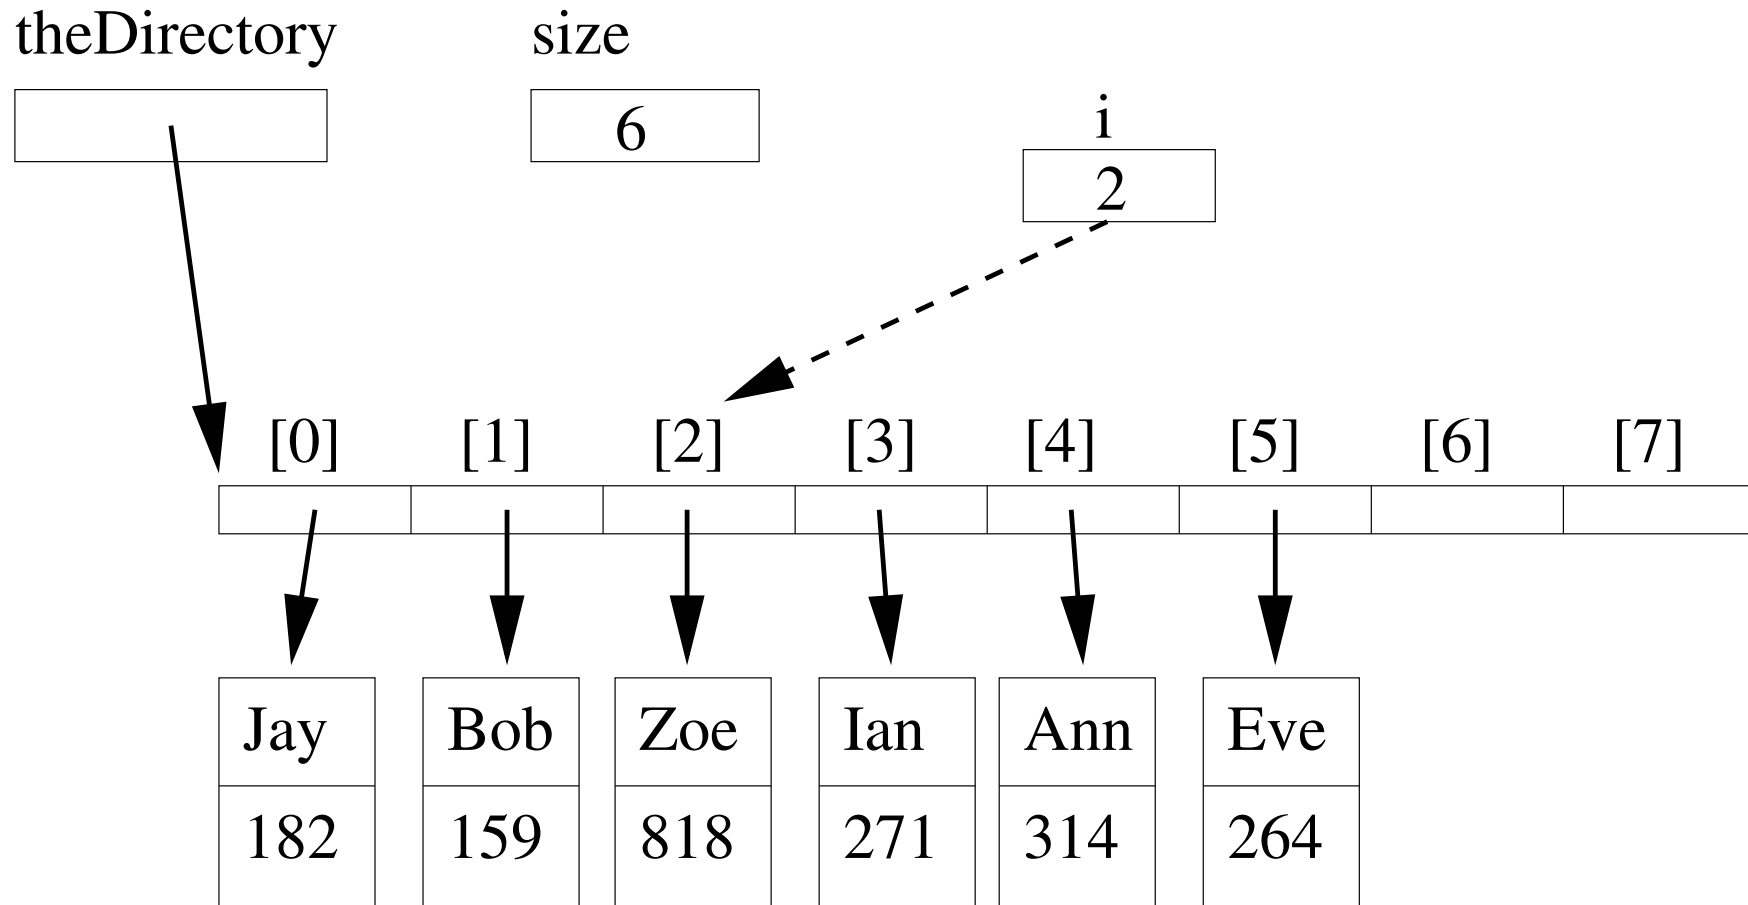 theDirectory size
6 i
2
[0] [1] [2] [3] [4] [5] [6] [7]
Jay Bob Zoe Ian Ann Eve
182 159 818 271 314 264